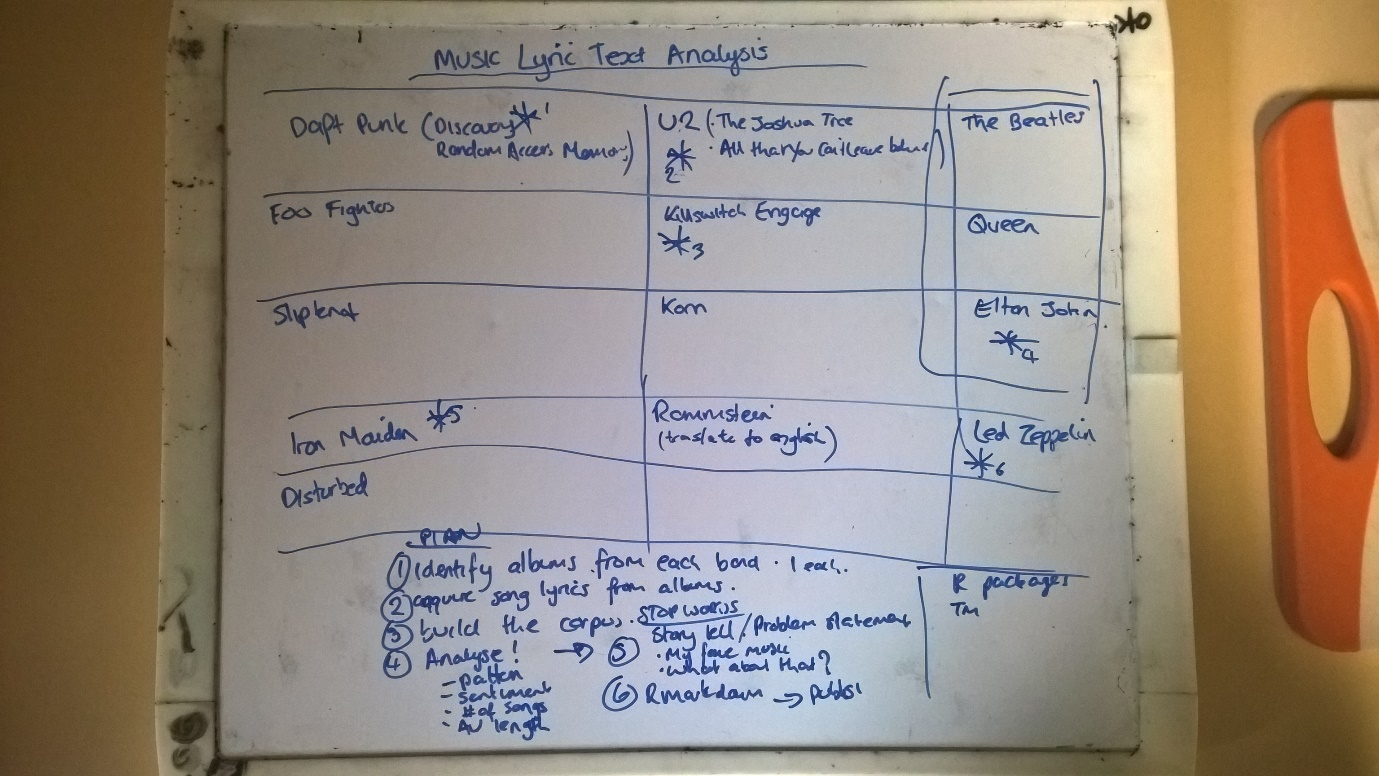 Music Lyric Text Analysis
Daft Punk (Discovery *1
Random Access Memory)
U2 (· The Joshua Tree
*2 · All that you can't leave behind)
The Beatles
Foo Fighters
Killswitch Engage
*3
Queen
Slipknot
Korn
Elton John
*4
Iron Maiden *5
Rammstein
(traslate to english)
Led Zeppelin
*6
Disturbed
PLAN
① Identify albums from each band · 1 each.
② acquire song lyrics from albums.
③ build the corpus. STOP WORDS
④ Analyse! →
- patten
- sentiment
- # of songs
- AV length
⑤ Story tell / Problem statement
· My fave music
· What about that?
⑥ Rmarkdown → publish
R packages
TM